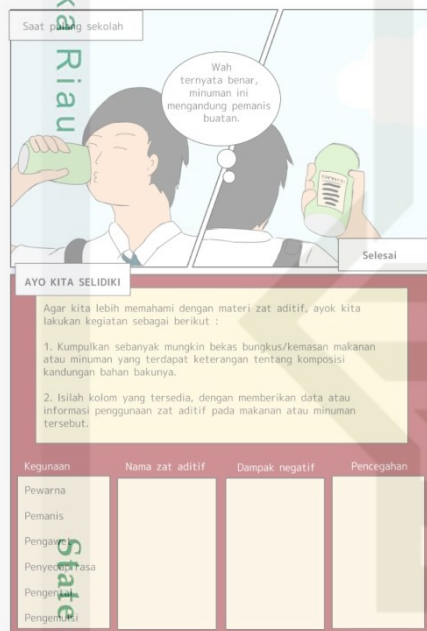 Saat pulang sekolah
Wah
ternyata benar,
minuman ini
mengandung pemanis
buatan.
Selesai
AYO KITA SELIDIKI
Agar kita lebih memahami dengan materi zat aditif, ayok kita
lakukan kegiatan sebagai berikut :
1. Kumpulkan sebanyak mungkin bekas bungkus/kemasan makanan
atau minuman yang terdapat keterangan tentang komposisi
kandungan bahan bakunya.
2. Isilah kolom yang tersedia, dengan memberikan data atau
informasi penggunaan zat aditif pada makanan atau minuman
tersebut.
Kegunaan Nama zat aditif Dampak negatif Pencegahan
Pewarna
Pemanis
Pengawet
Penyedap rasa
Pengental
Pengemulsi
ka Riau
State